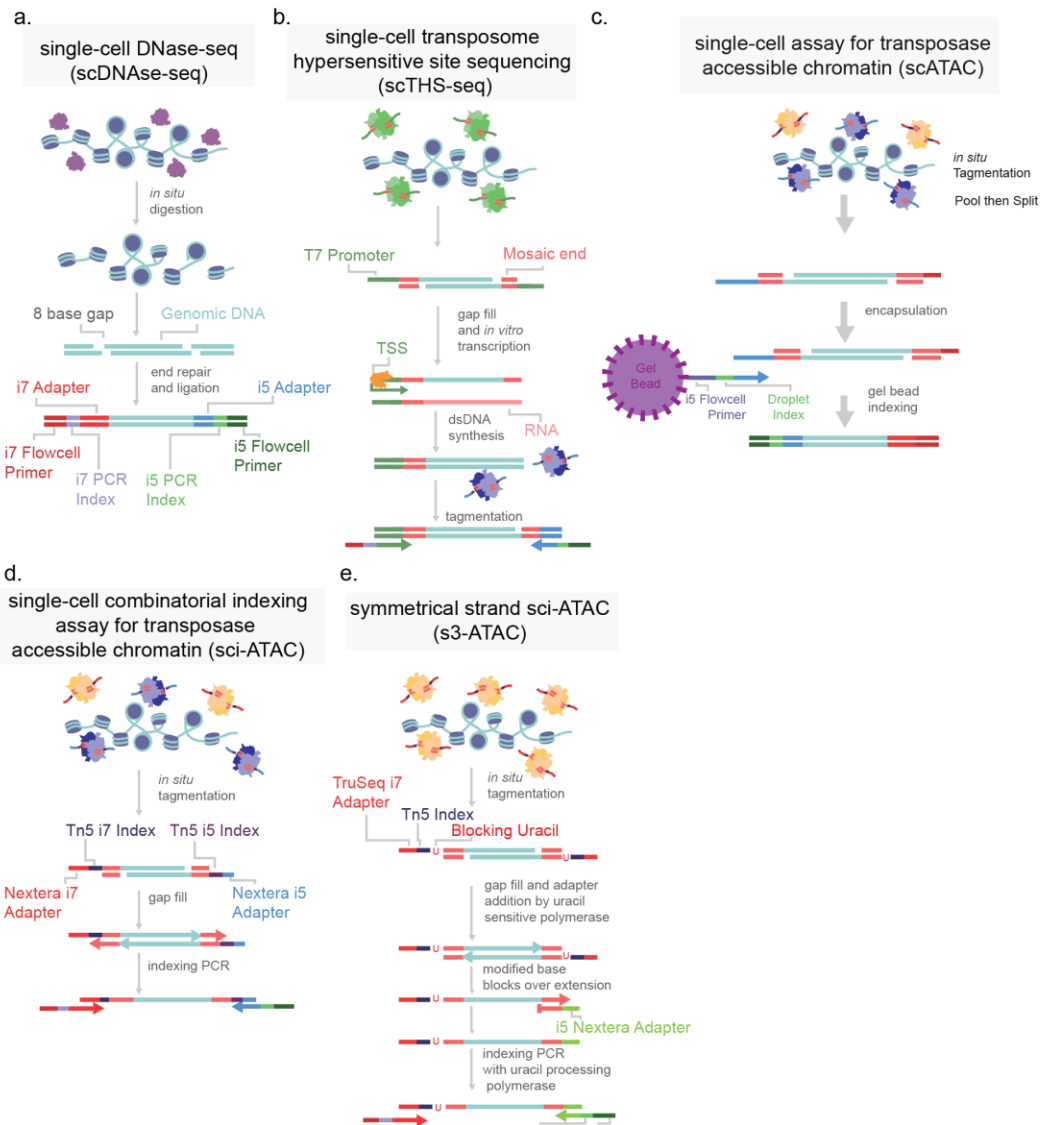 a.
single-cell DNase-seq
(scDNAse-seq)
in situ
digestion
8 base gap
Genomic DNA
end repair
and ligation
i7 Adapter
i5 Adapter
i7 Flowcell
Primer
i7 PCR
Index
i5 PCR
Index
i5 Flowcell
Primer
b.
single-cell transposome
hypersensitive site sequencing
(scTHS-seq)
T7 Promoter
Mosaic end
gap fill
and in vitro
transcription
TSS
RNA
dsDNA
synthesis
tagmentation
c.
single-cell assay for transposase
accessible chromatin (scATAC)
in situ
Tagmentation
Pool then Split
encapsulation
Gel
Bead
i5 Flowcell
Primer
Droplet
Index
gel bead
indexing
d.
single-cell combinatorial indexing
assay for transposase
accessible chromatin (sci-ATAC)
in situ
tagmentation
Tn5 i7 Index
Tn5 i5 Index
Nextera i7
Adapter
gap fill
Nextera i5
Adapter
indexing PCR
e.
symmetrical strand sci-ATAC
(s3-ATAC)
in situ
tagmentation
TruSeq i7
Adapter
Tn5 Index
Blocking Uracil
U
U
gap fill and adapter
addition by uracil
sensitive polymerase
U
U
modified base
blocks over extension
U
i5 Nextera Adapter
U
indexing PCR
with uracil processing
polymerase
U